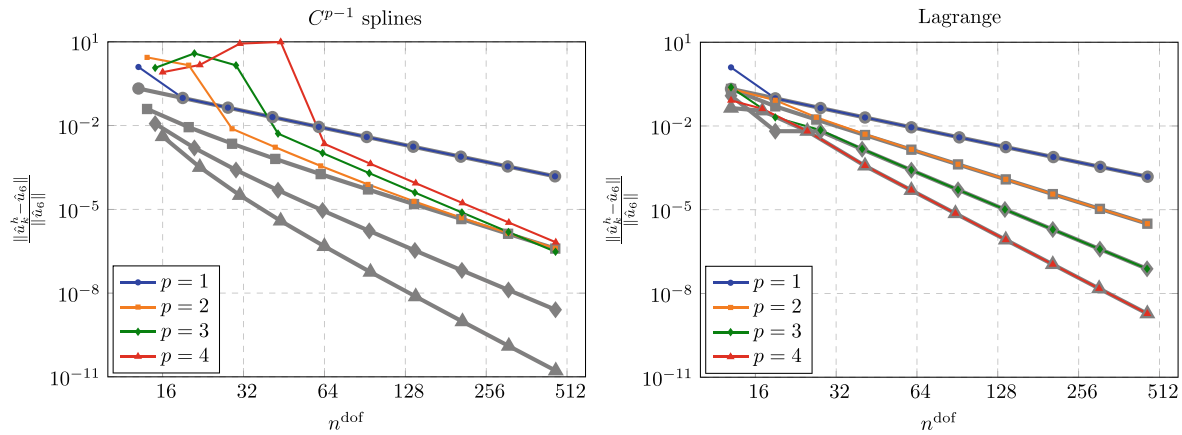 C^{p−1} splines
10^1
10^{−2}
10^{−5}
10^{−8}
10^{−11}
‖û_k^h − û_6‖
‖û_6‖
p = 1
p = 2
p = 3
p = 4
16 32 64 128 256 512
n^{dof}
Lagrange
10^1
10^{−2}
10^{−5}
10^{−8}
10^{−11}
‖û_k^h − û_6‖
‖û_6‖
p = 1
p = 2
p = 3
p = 4
16 32 64 128 256 512
n^{dof}